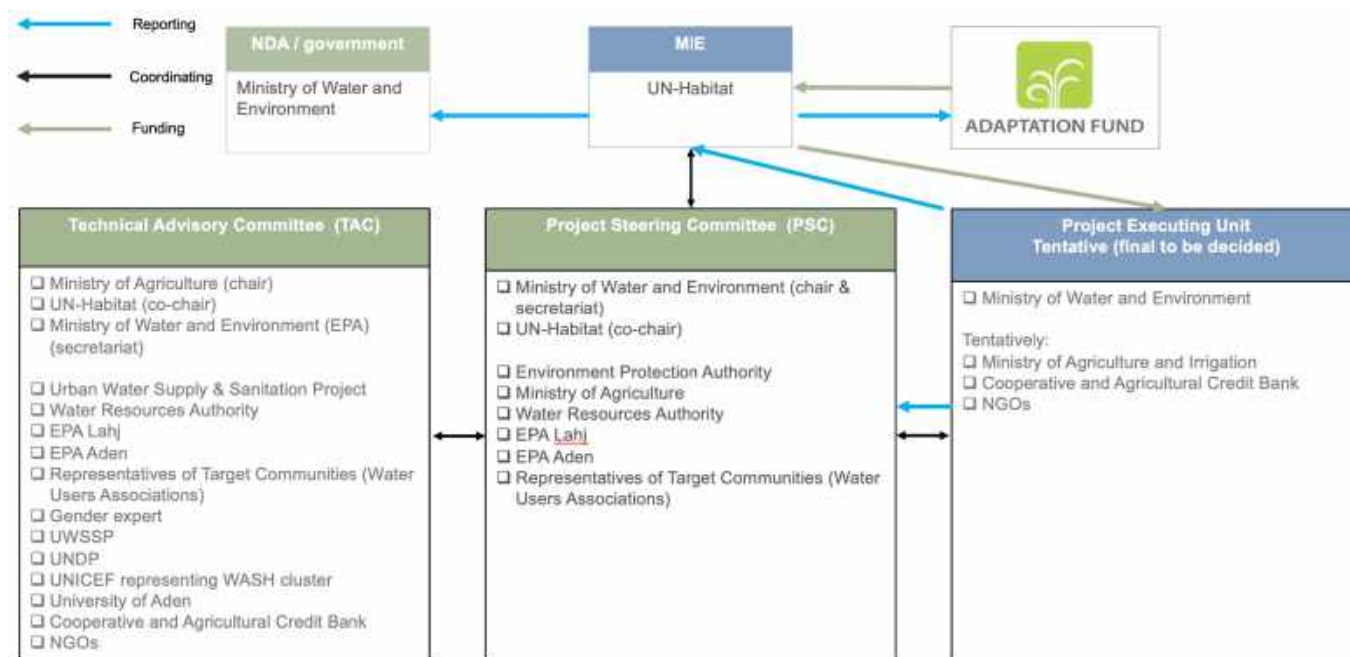 Reporting
Coordinating
Funding
NDA / government
Ministry of Water and
Environment
MIE
UN-Habitat
ADAPTATION FUND
Technical Advisory Committee (TAC)
❑ Ministry of Agriculture (chair)
❑ UN-Habitat (co-chair)
❑ Ministry of Water and Environment (EPA)
(secretariat)
❑ Urban Water Supply & Sanitation Project
❑ Water Resources Authority
❑ EPA Lahj
❑ EPA Aden
❑ Representatives of Target Communities (Water
Users Associations)
❑ Gender expert
❑ UWSSP
❑ UNDP
❑ UNICEF representing WASH cluster
❑ University of Aden
❑ Cooperative and Agricultural Credit Bank
❑ NGOs
Project Steering Committee (PSC)
❑ Ministry of Water and Environment (chair &
secretariat)
❑ UN-Habitat (co-chair)
❑ Environment Protection Authority
❑ Ministry of Agriculture
❑ Water Resources Authority
❑ EPA Lahj
❑ EPA Aden
❑ Representatives of Target Communities (Water
Users Associations)
Project Executing Unit
Tentative (final to be decided)
❑ Ministry of Water and Environment
Tentatively:
❑ Ministry of Agriculture and Irrigation
❑ Cooperative and Agricultural Credit Bank
❑ NGOs